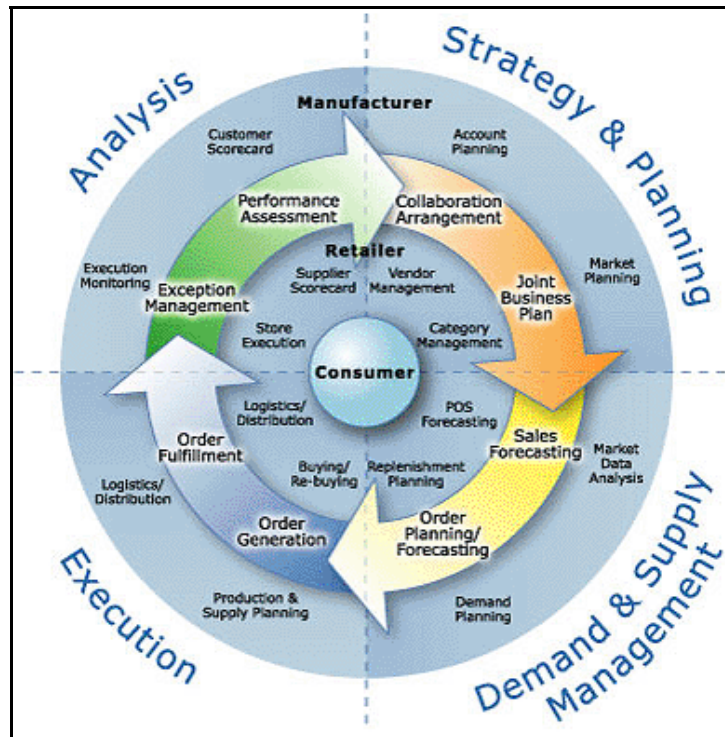 Analysis
Strategy & Planning
Manufacturer
Customer
Scorecard
Account
Planning
Performance
Assessment
Collaboration
Arrangement
Retailer
Execution
Monitoring
Exception
Management
Supplier
Scorecard
Vendor
Management
Joint
Business
Plan
Market
Planning
Store
Execution
Category
Management
Consumer
Logistics/
Distribution
POS
Forecasting
Order
Fulfillment
Sales
Forecasting
Market
Data
Analysis
Logistics/
Distribution
Buying/
Re-buying
Replenishment
Planning
Order
Generation
Order
Planning/
Forecasting
Production &
Supply Planning
Demand
Planning
Execution
Demand & Supply
Management